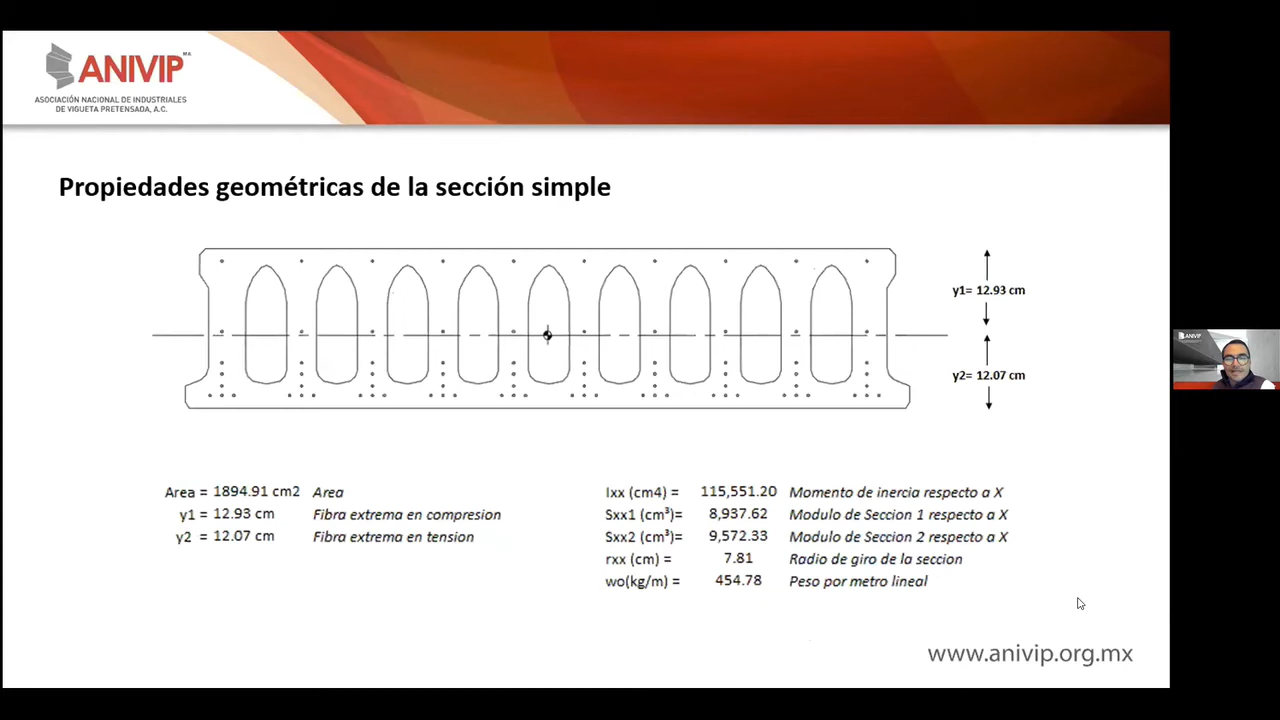 ANIVIP MR
ASOCIACIÓN NACIONAL DE INDUSTRIALES
DE VIGUETA PRETENSADA, A.C.
Propiedades geométricas de la sección simple
y1= 12.93 cm
y2= 12.07 cm
Area = 1894.91 cm2 Area
y1 = 12.93 cm Fibra extrema en compresion
y2 = 12.07 cm Fibra extrema en tension
Ixx (cm4) = 115,551.20 Momento de inercia respecto a X
Sxx1 (cm³)= 8,937.62 Modulo de Seccion 1 respecto a X
Sxx2 (cm³)= 9,572.33 Modulo de Seccion 2 respecto a X
rxx (cm) = 7.81 Radio de giro de la seccion
wo(kg/m) = 454.78 Peso por metro lineal
www.anivip.org.mx
ANIVIP